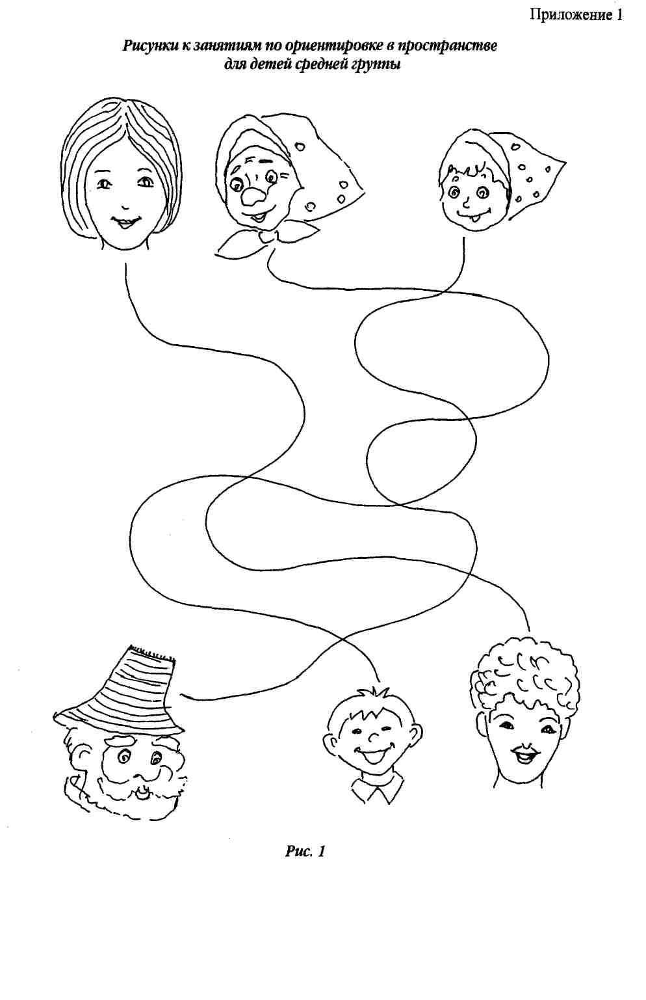 Приложение 1
Рисунки к занятиям по ориентировке в пространстве
для детей средней группы
Рис. 1